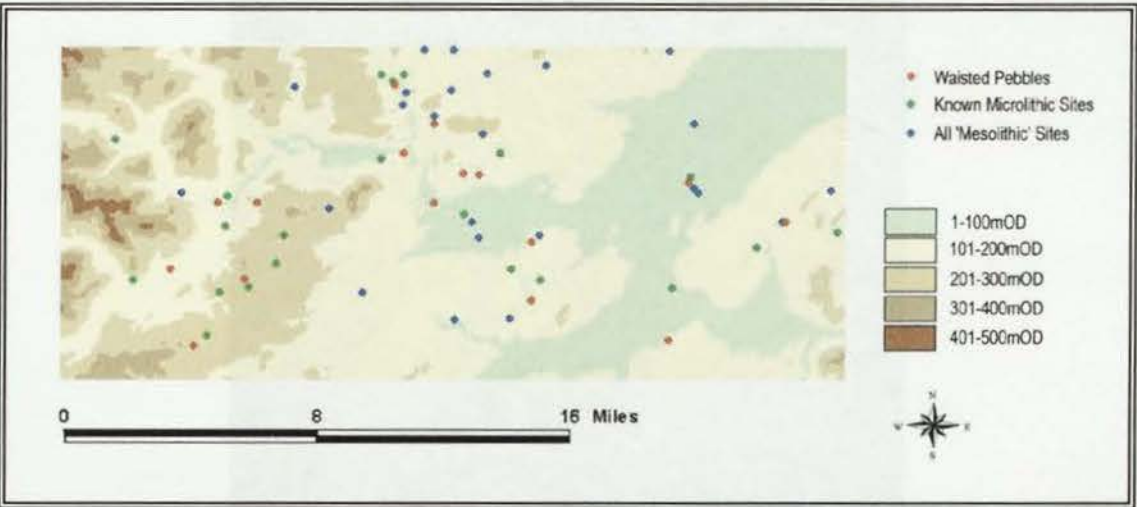 Waisted Pebbles
Known Microlithic Sites
All 'Mesolithic' Sites
1-100mOD
101-200mOD
201-300mOD
301-400mOD
401-500mOD
0 8 16 Miles
N
W E
S